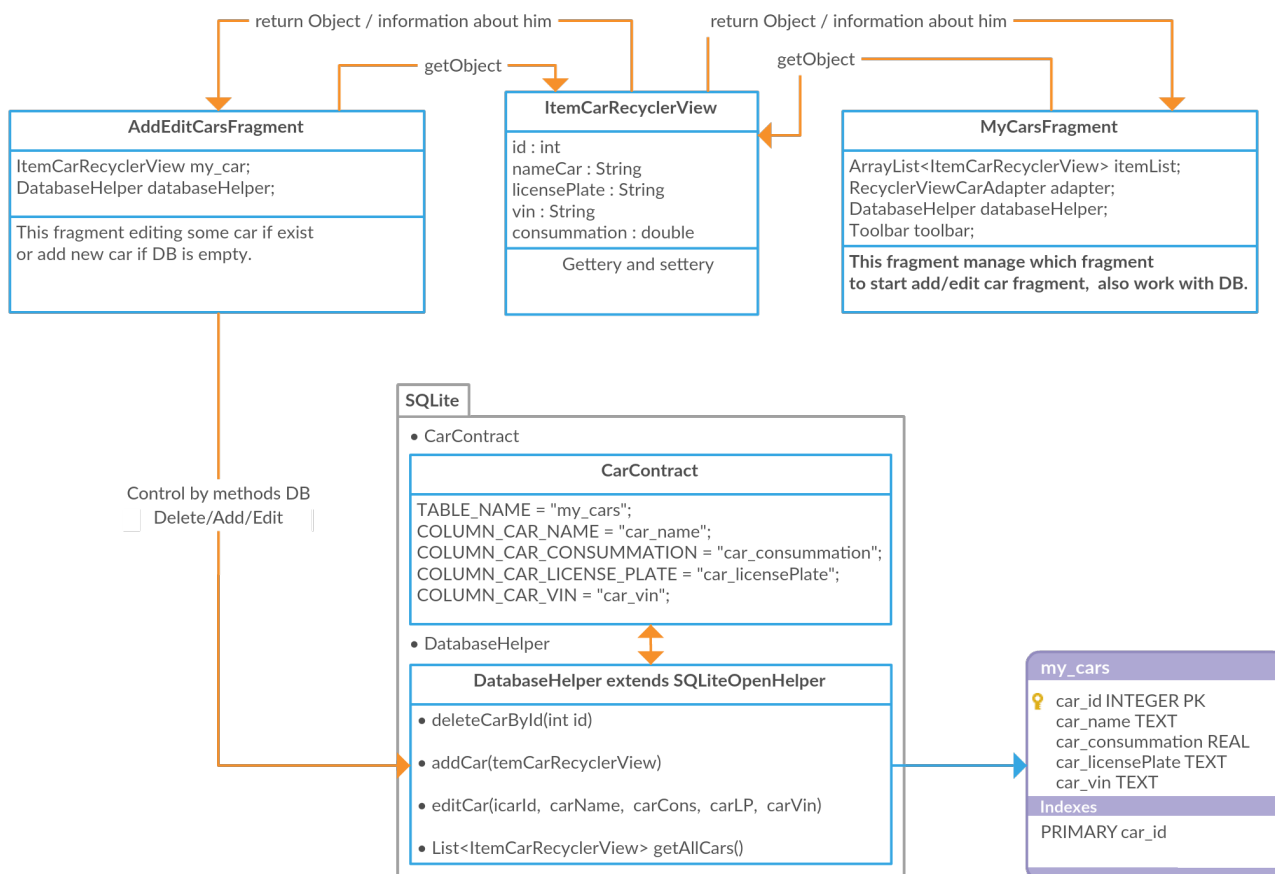 return Object / information about him
return Object / information about him
getObject
getObject
AddEditCarsFragment
ItemCarRecyclerView my_car;
DatabaseHelper databaseHelper;
This fragment editing some car if exist
or add new car if DB is empty.
ItemCarRecyclerView
id : int
nameCar : String
licensePlate : String
vin : String
consummation : double
Gettery and settery
MyCarsFragment
ArrayList<ItemCarRecyclerView> itemList;
RecyclerViewCarAdapter adapter;
DatabaseHelper databaseHelper;
Toolbar toolbar;
This fragment manage which fragment
to start add/edit car fragment, also work with DB.
Control by methods DB
Delete/Add/Edit
SQLite
• CarContract
CarContract
TABLE_NAME = "my_cars";
COLUMN_CAR_NAME = "car_name";
COLUMN_CAR_CONSUMMATION = "car_consummation";
COLUMN_CAR_LICENSE_PLATE = "car_licensePlate";
COLUMN_CAR_VIN = "car_vin";
• DatabaseHelper
DatabaseHelper extends SQLiteOpenHelper
• deleteCarById(int id)
• addCar(temCarRecyclerView)
• editCar(icarId, carName, carCons, carLP, carVin)
• List<ItemCarRecyclerView> getAllCars()
my_cars
car_id INTEGER PK
car_name TEXT
car_consummation REAL
car_licensePlate TEXT
car_vin TEXT
Indexes
PRIMARY car_id